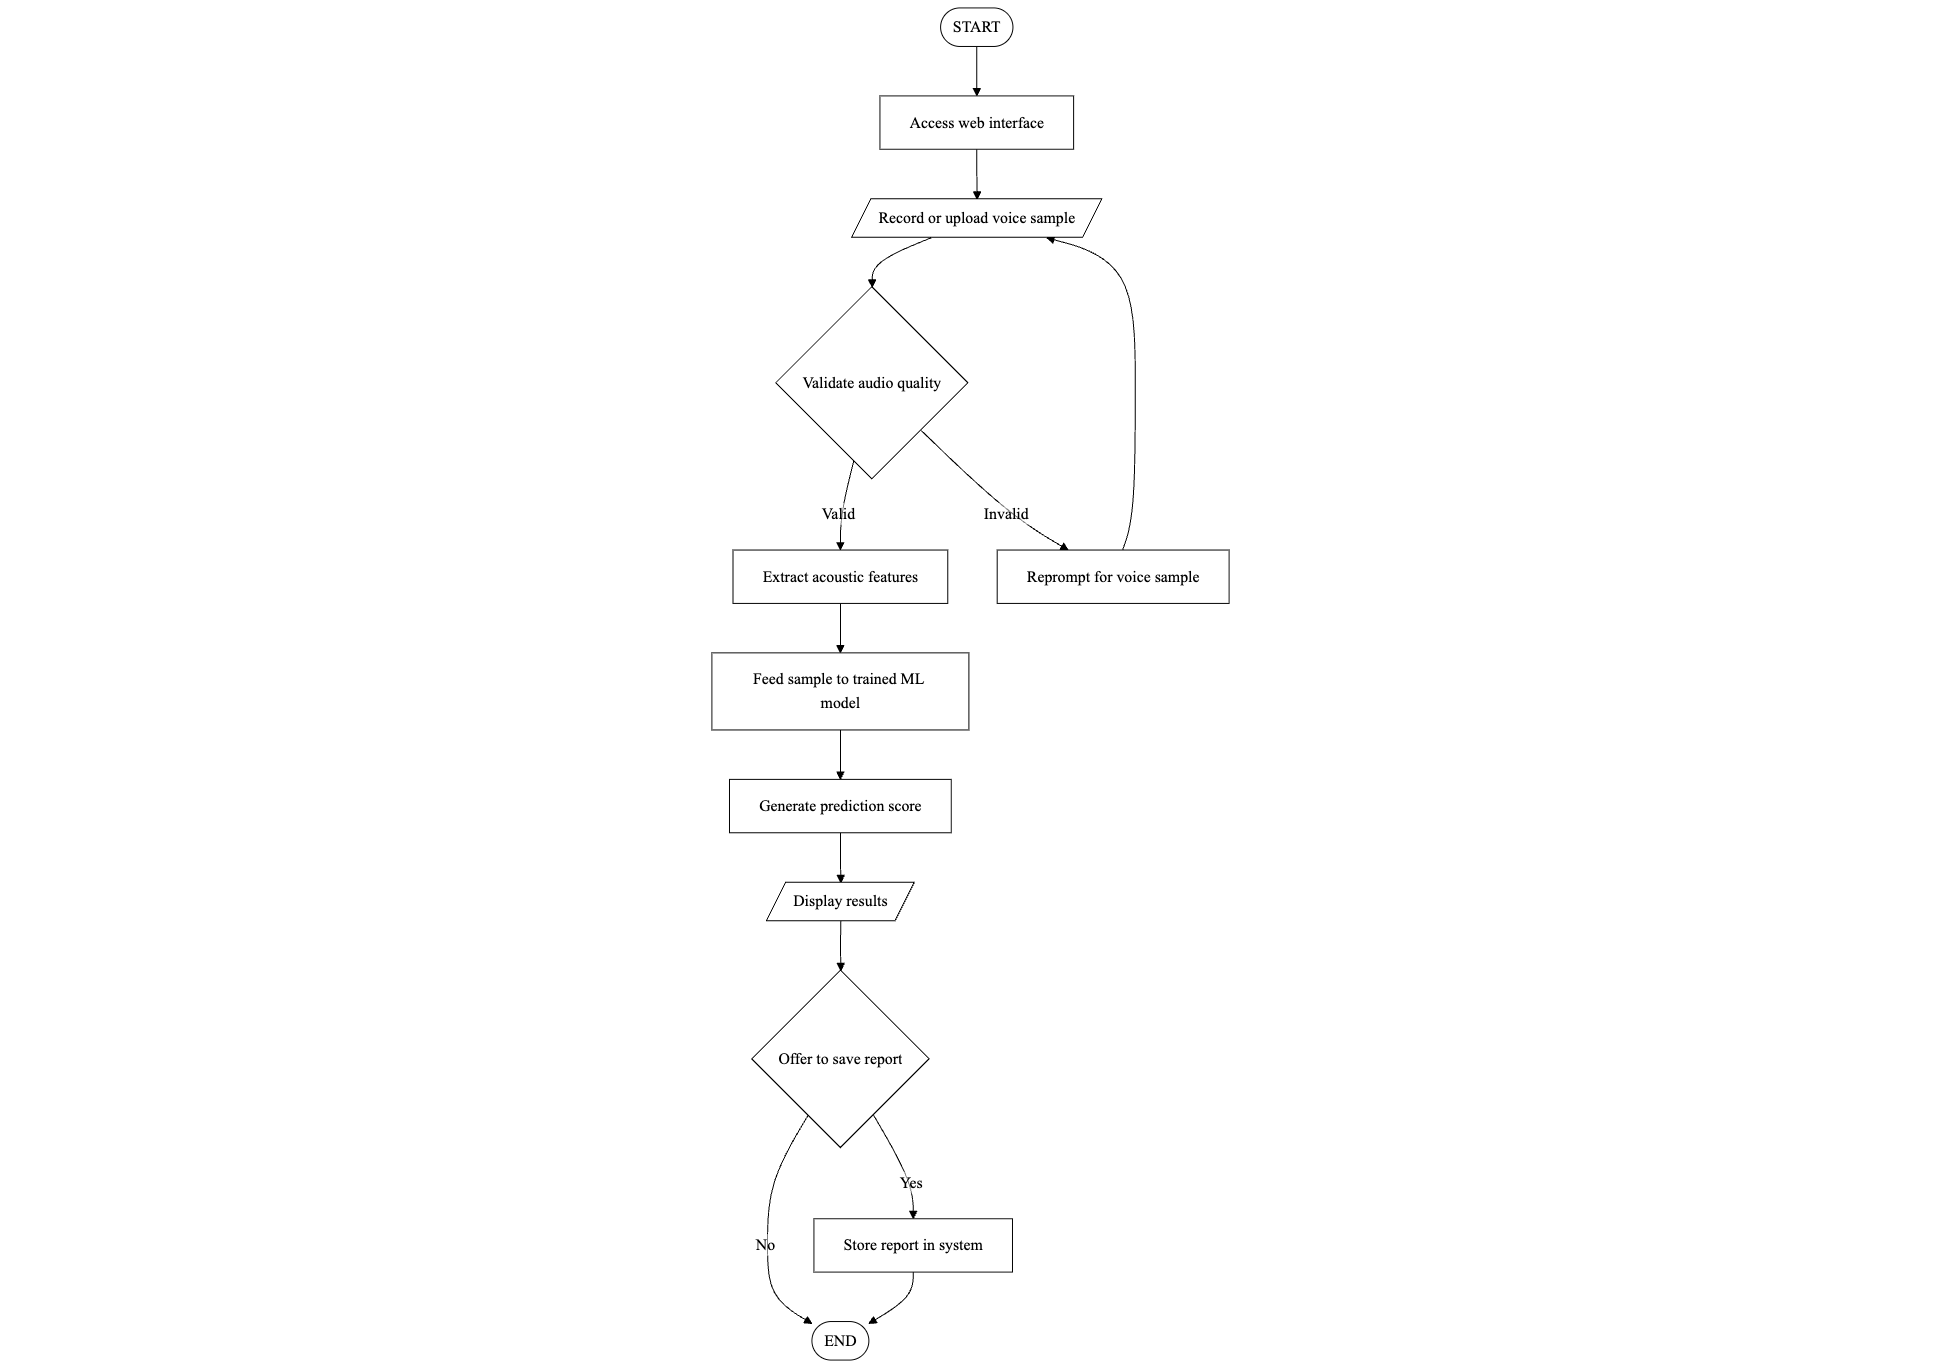 START
Access web interface
Record or upload voice sample
Validate audio quality
Valid
Invalid
Extract acoustic features
Reprompt for voice sample
Feed sample to trained ML
model
Generate prediction score
Display results
Offer to save report
Yes
No
Store report in system
END